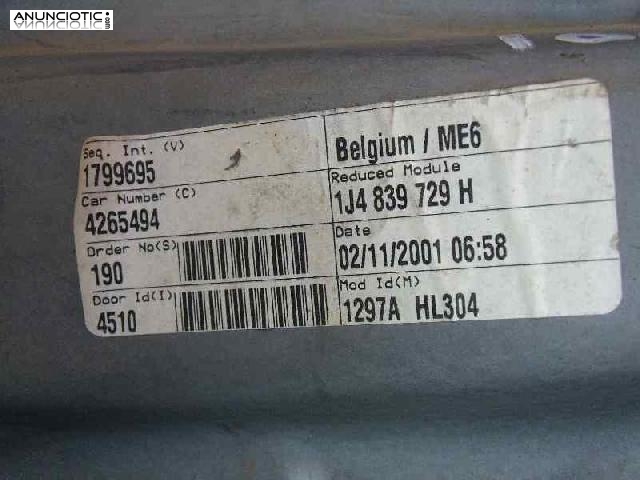 ANUNCIOTIC.com
Seq. Int. (V)
1799695
Car Number (C)
4265494
Order No(S)
190
Door Id(I)
4510
Belgium / ME6
Reduced Module
1J4 839 729 H
Date
02/11/2001 06:58
Mod Id(M)
1297A HL304